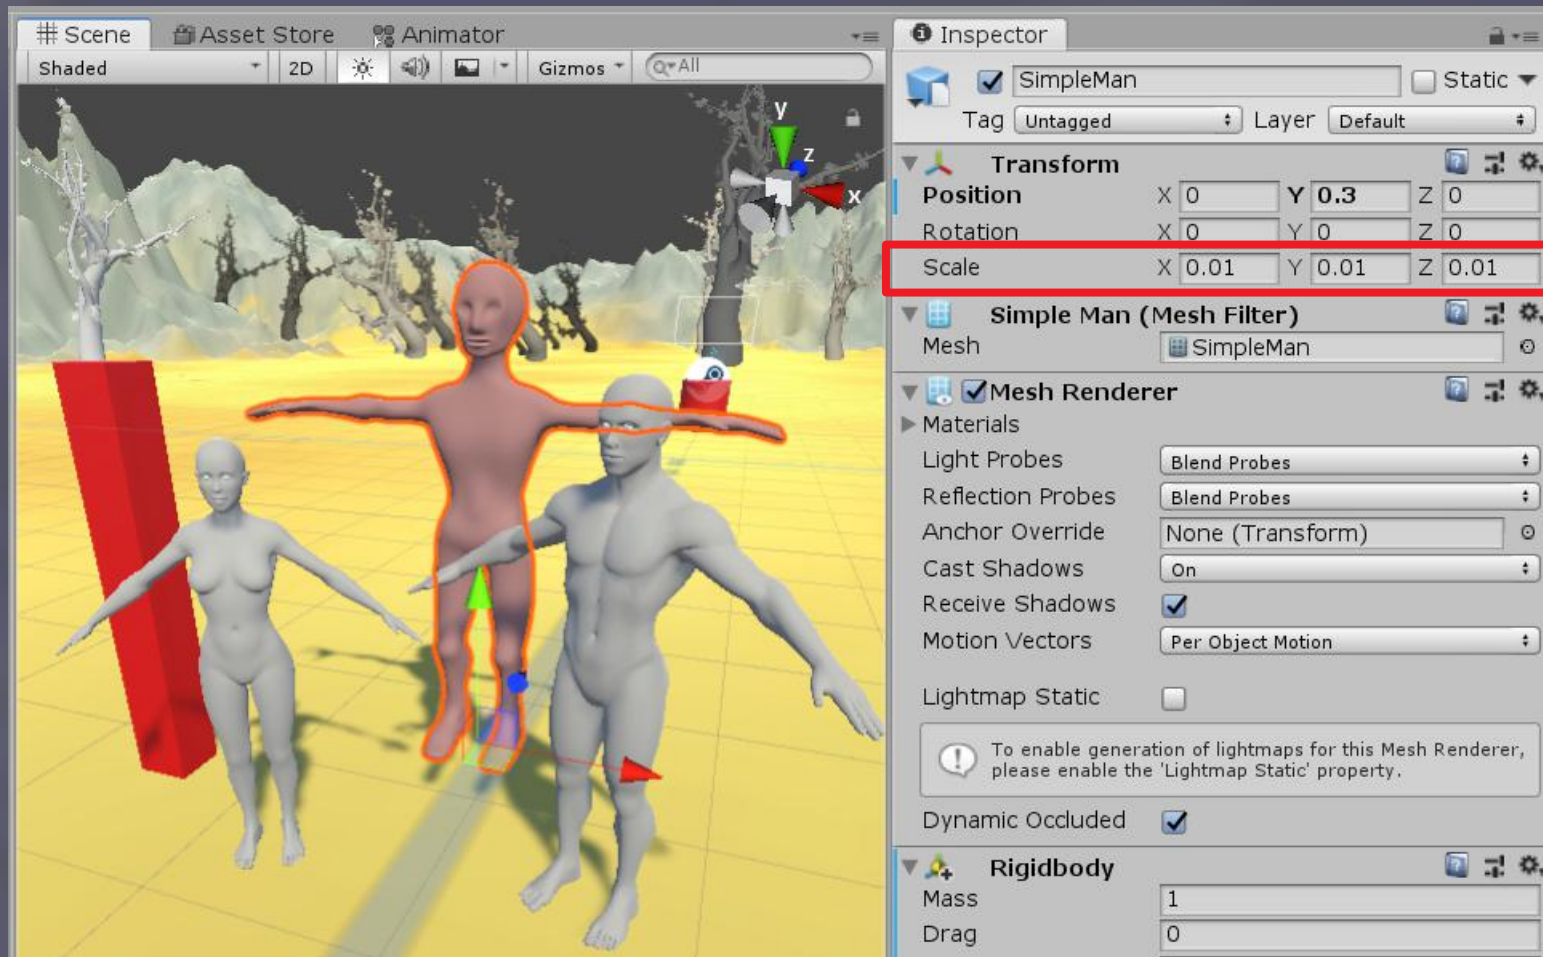 Scene Asset Store Animator
Shaded 2D Gizmos All
y
z
x
Inspector
SimpleMan Static
Tag Untagged Layer Default
Transform
Position X 0 Y 0.3 Z 0
Rotation X 0 Y 0 Z 0
Scale X 0.01 Y 0.01 Z 0.01
Simple Man (Mesh Filter)
Mesh SimpleMan
Mesh Renderer
Materials
Light Probes Blend Probes
Reflection Probes Blend Probes
Anchor Override None (Transform)
Cast Shadows On
Receive Shadows
Motion Vectors Per Object Motion
Lightmap Static
To enable generation of lightmaps for this Mesh Renderer,
please enable the 'Lightmap Static' property.
Dynamic Occluded
Rigidbody
Mass 1
Drag 0